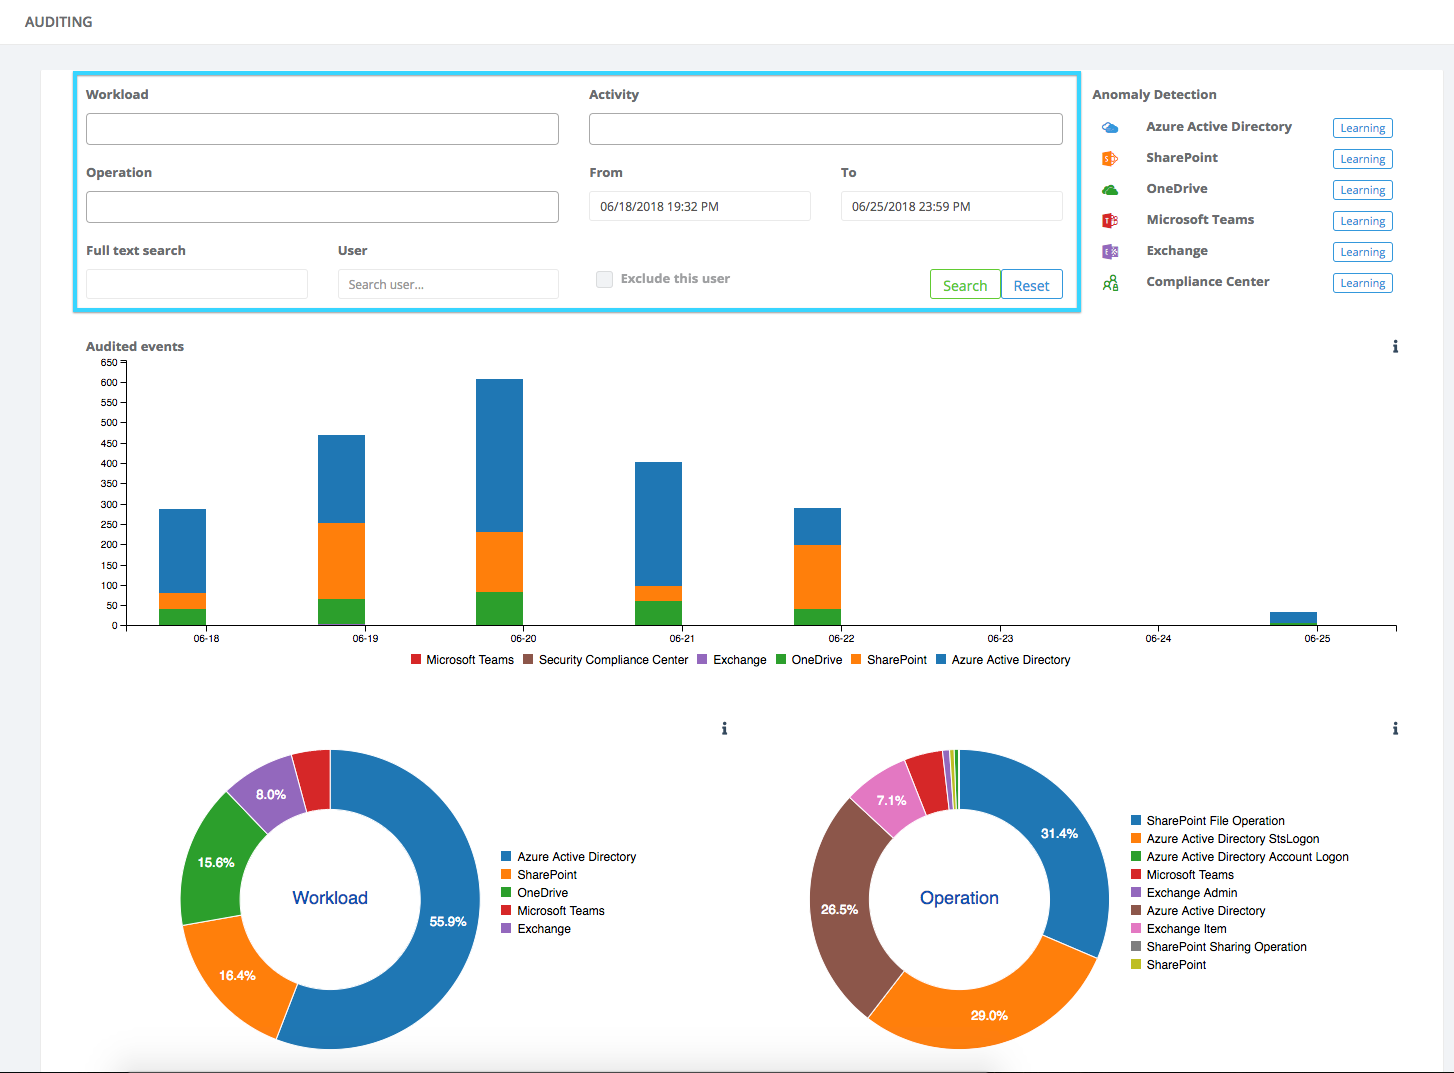 AUDITING
Workload
Activity
Operation
From
To
06/18/2018 19:32 PM
06/25/2018 23:59 PM
Full text search
User
Search user...
Exclude this user
Search
Reset
Anomaly Detection
Azure Active Directory Learning
SharePoint Learning
OneDrive Learning
Microsoft Teams Learning
Exchange Learning
Compliance Center Learning
Audited events
650
600
550
500
450
400
350
300
250
200
150
100
50
0
06-18 06-19 06-20 06-21 06-22 06-23 06-24 06-25
Microsoft Teams Security Compliance Center Exchange OneDrive SharePoint Azure Active Directory
8.0%
15.6%
16.4%
55.9%
Workload
Azure Active Directory
SharePoint
OneDrive
Microsoft Teams
Exchange
7.1%
31.4%
26.5%
29.0%
Operation
SharePoint File Operation
Azure Active Directory StsLogon
Azure Active Directory Account Logon
Microsoft Teams
Exchange Admin
Azure Active Directory
Exchange Item
SharePoint Sharing Operation
SharePoint